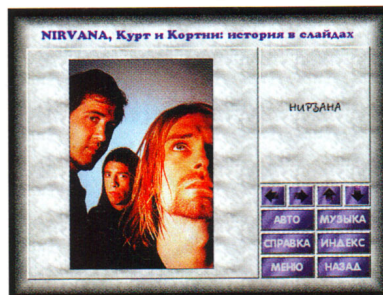 NIRVANA, Курт и Кортни: история в слайдах
НИРВАНА
АВТО МУЗЫКА
СПРАВКА ИНДЕКС
МЕНЮ НАЗАД